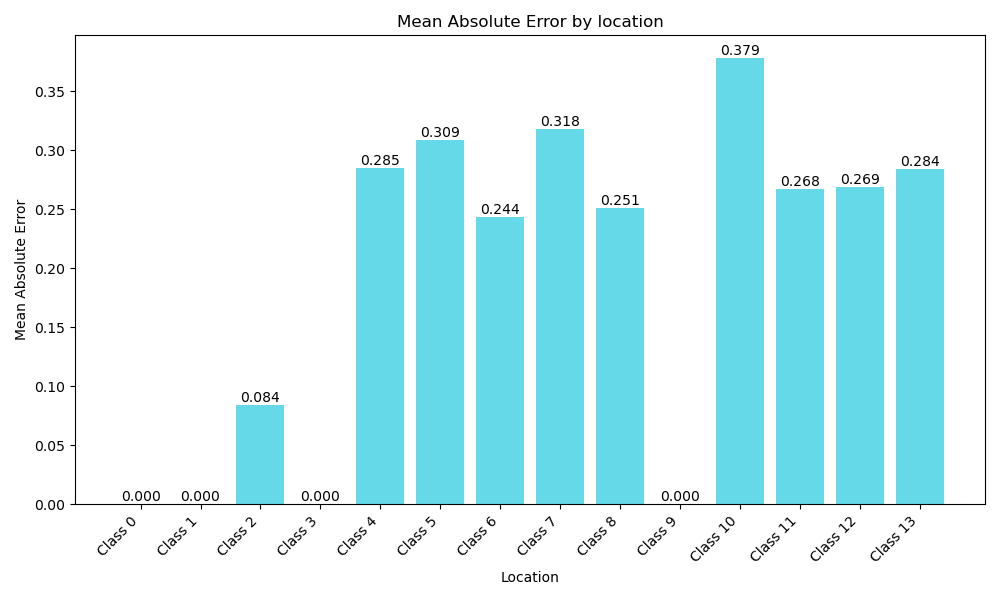 Mean Absolute Error by location
Mean Absolute Error
0.35
0.30
0.25
0.20
0.15
0.10
0.05
0.00
0.000
0.000
0.084
0.000
0.285
0.309
0.244
0.318
0.251
0.000
0.379
0.268
0.269
0.284
Class 0
Class 1
Class 2
Class 3
Class 4
Class 5
Class 6
Class 7
Class 8
Class 9
Class 10
Class 11
Class 12
Class 13
Location